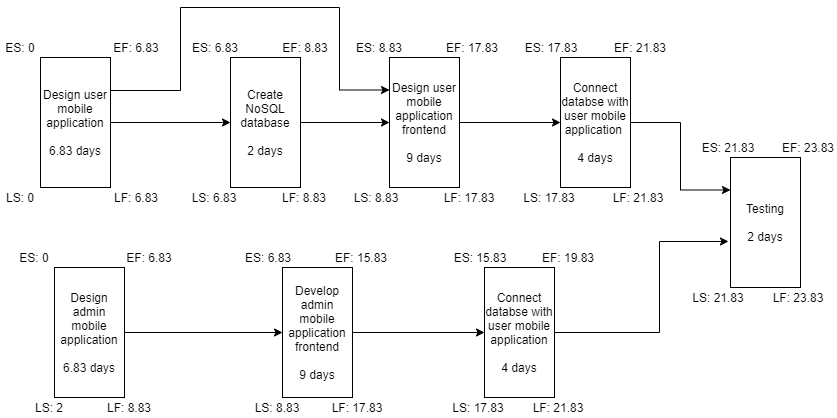 ES: 0
EF: 6.83
Design user
mobile
application
6.83 days
LS: 0
LF: 6.83
ES: 6.83
EF: 8.83
Create
NoSQL
database
2 days
LS: 6.83
LF: 8.83
ES: 8.83
EF: 17.83
Design user
mobile
application
frontend
9 days
LS: 8.83
LF: 17.83
ES: 17.83
EF: 21.83
Connect
databse with
user mobile
application
4 days
LS: 17.83
LF: 21.83
ES: 21.83
EF: 23.83
Testing
2 days
LS: 21.83
LF: 23.83
ES: 0
EF: 6.83
Design
admin
mobile
application
6.83 days
LS: 2
LF: 8.83
ES: 6.83
EF: 15.83
Develop
admin
mobile
application
frontend
9 days
LS: 8.83
LF: 17.83
ES: 15.83
EF: 19.83
Connect
databse with
user mobile
application
4 days
LS: 17.83
LF: 21.83